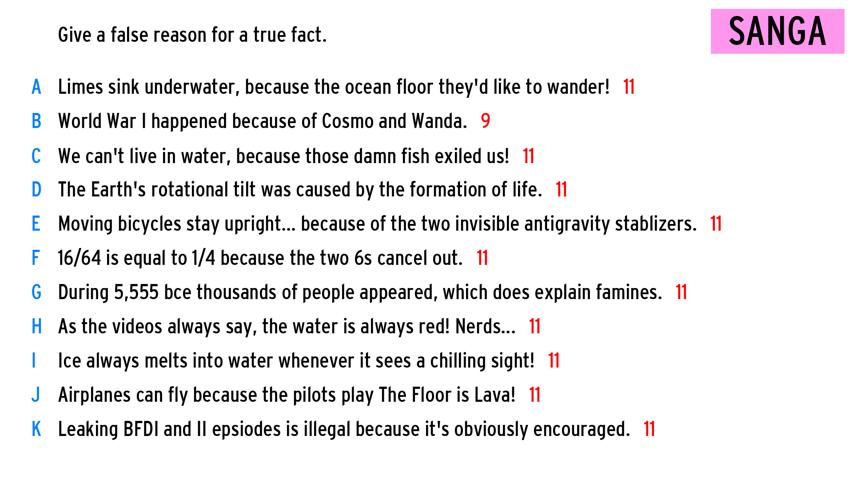 Give a false reason for a true fact.
SANGA
A Limes sink underwater, because the ocean floor they'd like to wander! 11
B World War I happened because of Cosmo and Wanda. 9
C We can't live in water, because those damn fish exiled us! 11
D The Earth's rotational tilt was caused by the formation of life. 11
E Moving bicycles stay upright... because of the two invisible antigravity stablizers. 11
F 16/64 is equal to 1/4 because the two 6s cancel out. 11
G During 5,555 bce thousands of people appeared, which does explain famines. 11
H As the videos always say, the water is always red! Nerds... 11
I Ice always melts into water whenever it sees a chilling sight! 11
J Airplanes can fly because the pilots play The Floor is Lava! 11
K Leaking BFDI and II epsiodes is illegal because it's obviously encouraged. 11